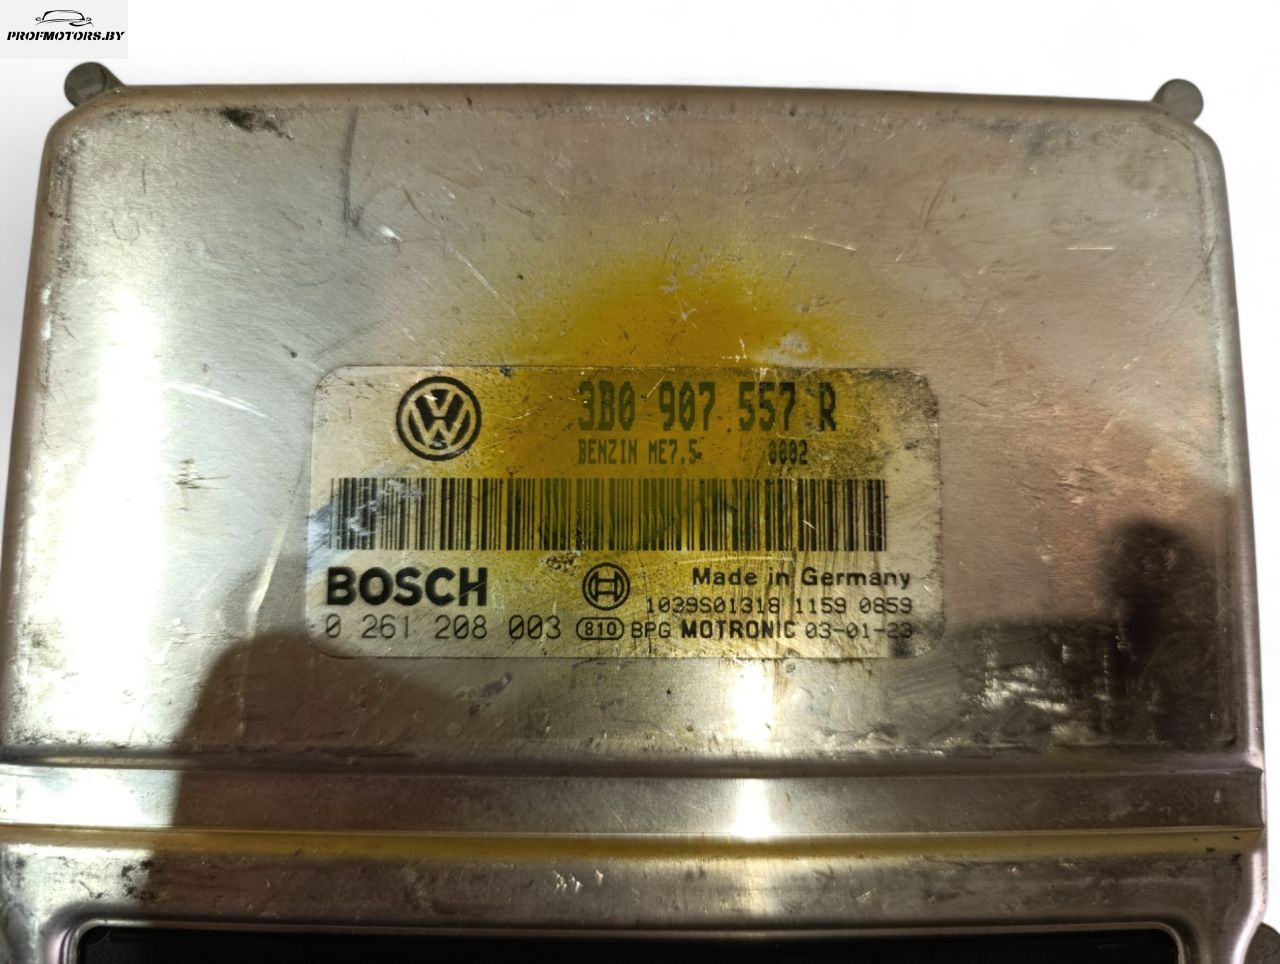 PROFMOTORS.BY
3B0 907 557 R
BENZIN ME7.5 0002
BOSCH
Made in Germany
1039S01318 1159 0859
0 261 208 003 810 BPG MOTRONIC 03-01-23